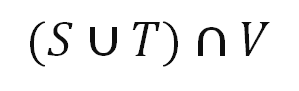 (S ∪ T) ∩ V